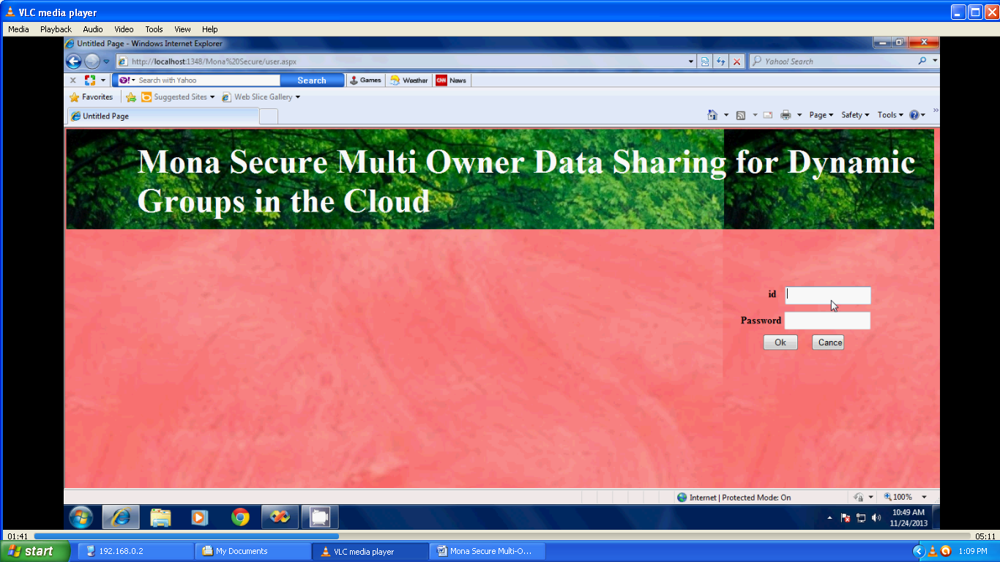 VLC media player
Media Playback Audio Video Tools View Help
Untitled Page - Windows Internet Explorer
http://localhost:1348/Mona%20Secure/user.aspx
Yahoo! Search
Y! Search with Yahoo Search Games Weather CNN News
Favorites Suggested Sites Web Slice Gallery
Untitled Page Page Safety Tools
Mona Secure Multi Owner Data Sharing for Dynamic
Groups in the Cloud
id
Password
Ok Cance
Internet | Protected Mode: On 100%
10:49 AM
11/24/2013
01:41 05:11
start 192.168.0.2 My Documents VLC media player Mona Secure Multi-O... 1:09 PM